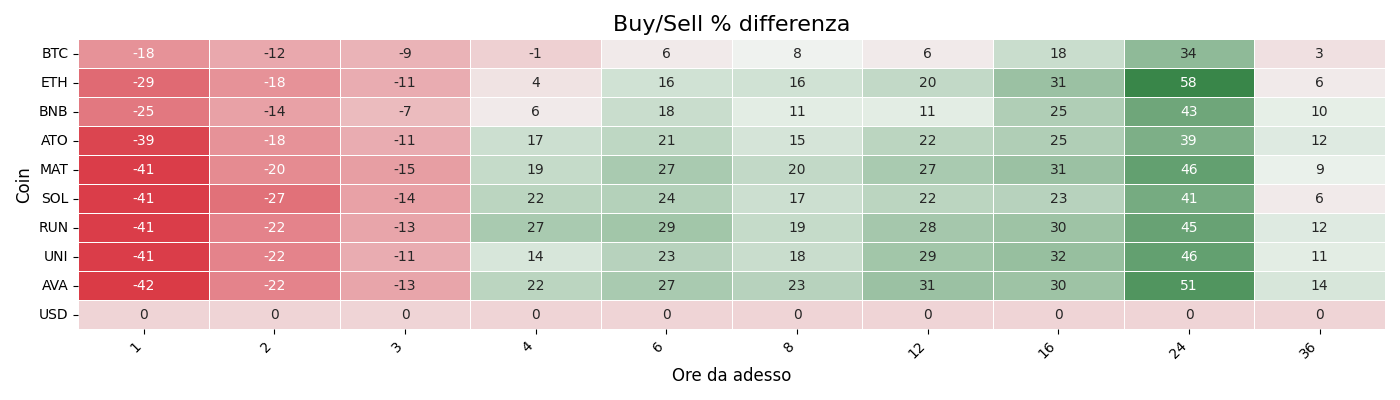 Buy/Sell % differenza
Coin
BTC -18 -12 -9 -1 6 8 6 18 34 3
ETH -29 -18 -11 4 16 16 20 31 58 6
BNB -25 -14 -7 6 18 11 11 25 43 10
ATO -39 -18 -11 17 21 15 22 25 39 12
MAT -41 -20 -15 19 27 20 27 31 46 9
SOL -41 -27 -14 22 24 17 22 23 41 6
RUN -41 -22 -13 27 29 19 28 30 45 12
UNI -41 -22 -11 14 23 18 29 32 46 11
AVA -42 -22 -13 22 27 23 31 30 51 14
USD 0 0 0 0 0 0 0 0 0 0
1 2 3 4 6 8 12 16 24 36
Ore da adesso